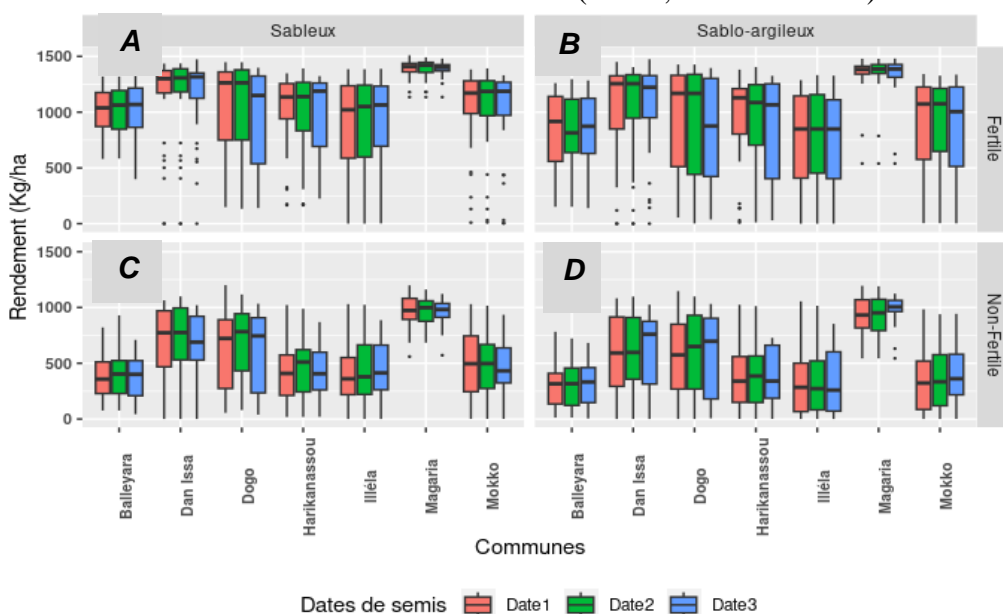 Sableux
Sablo-argileux
A
B
Fertile
1500
1000
500
0
Rendement (Kg/ha)
C
D
Non-Fertile
1500
1000
500
0
Balleyara
Dan Issa
Dogo
Harikanassou
Illéla
Magaria
Mokko
Balleyara
Dan Issa
Dogo
Harikanassou
Illéla
Magaria
Mokko
Communes
Dates de semis Date1 Date2 Date3